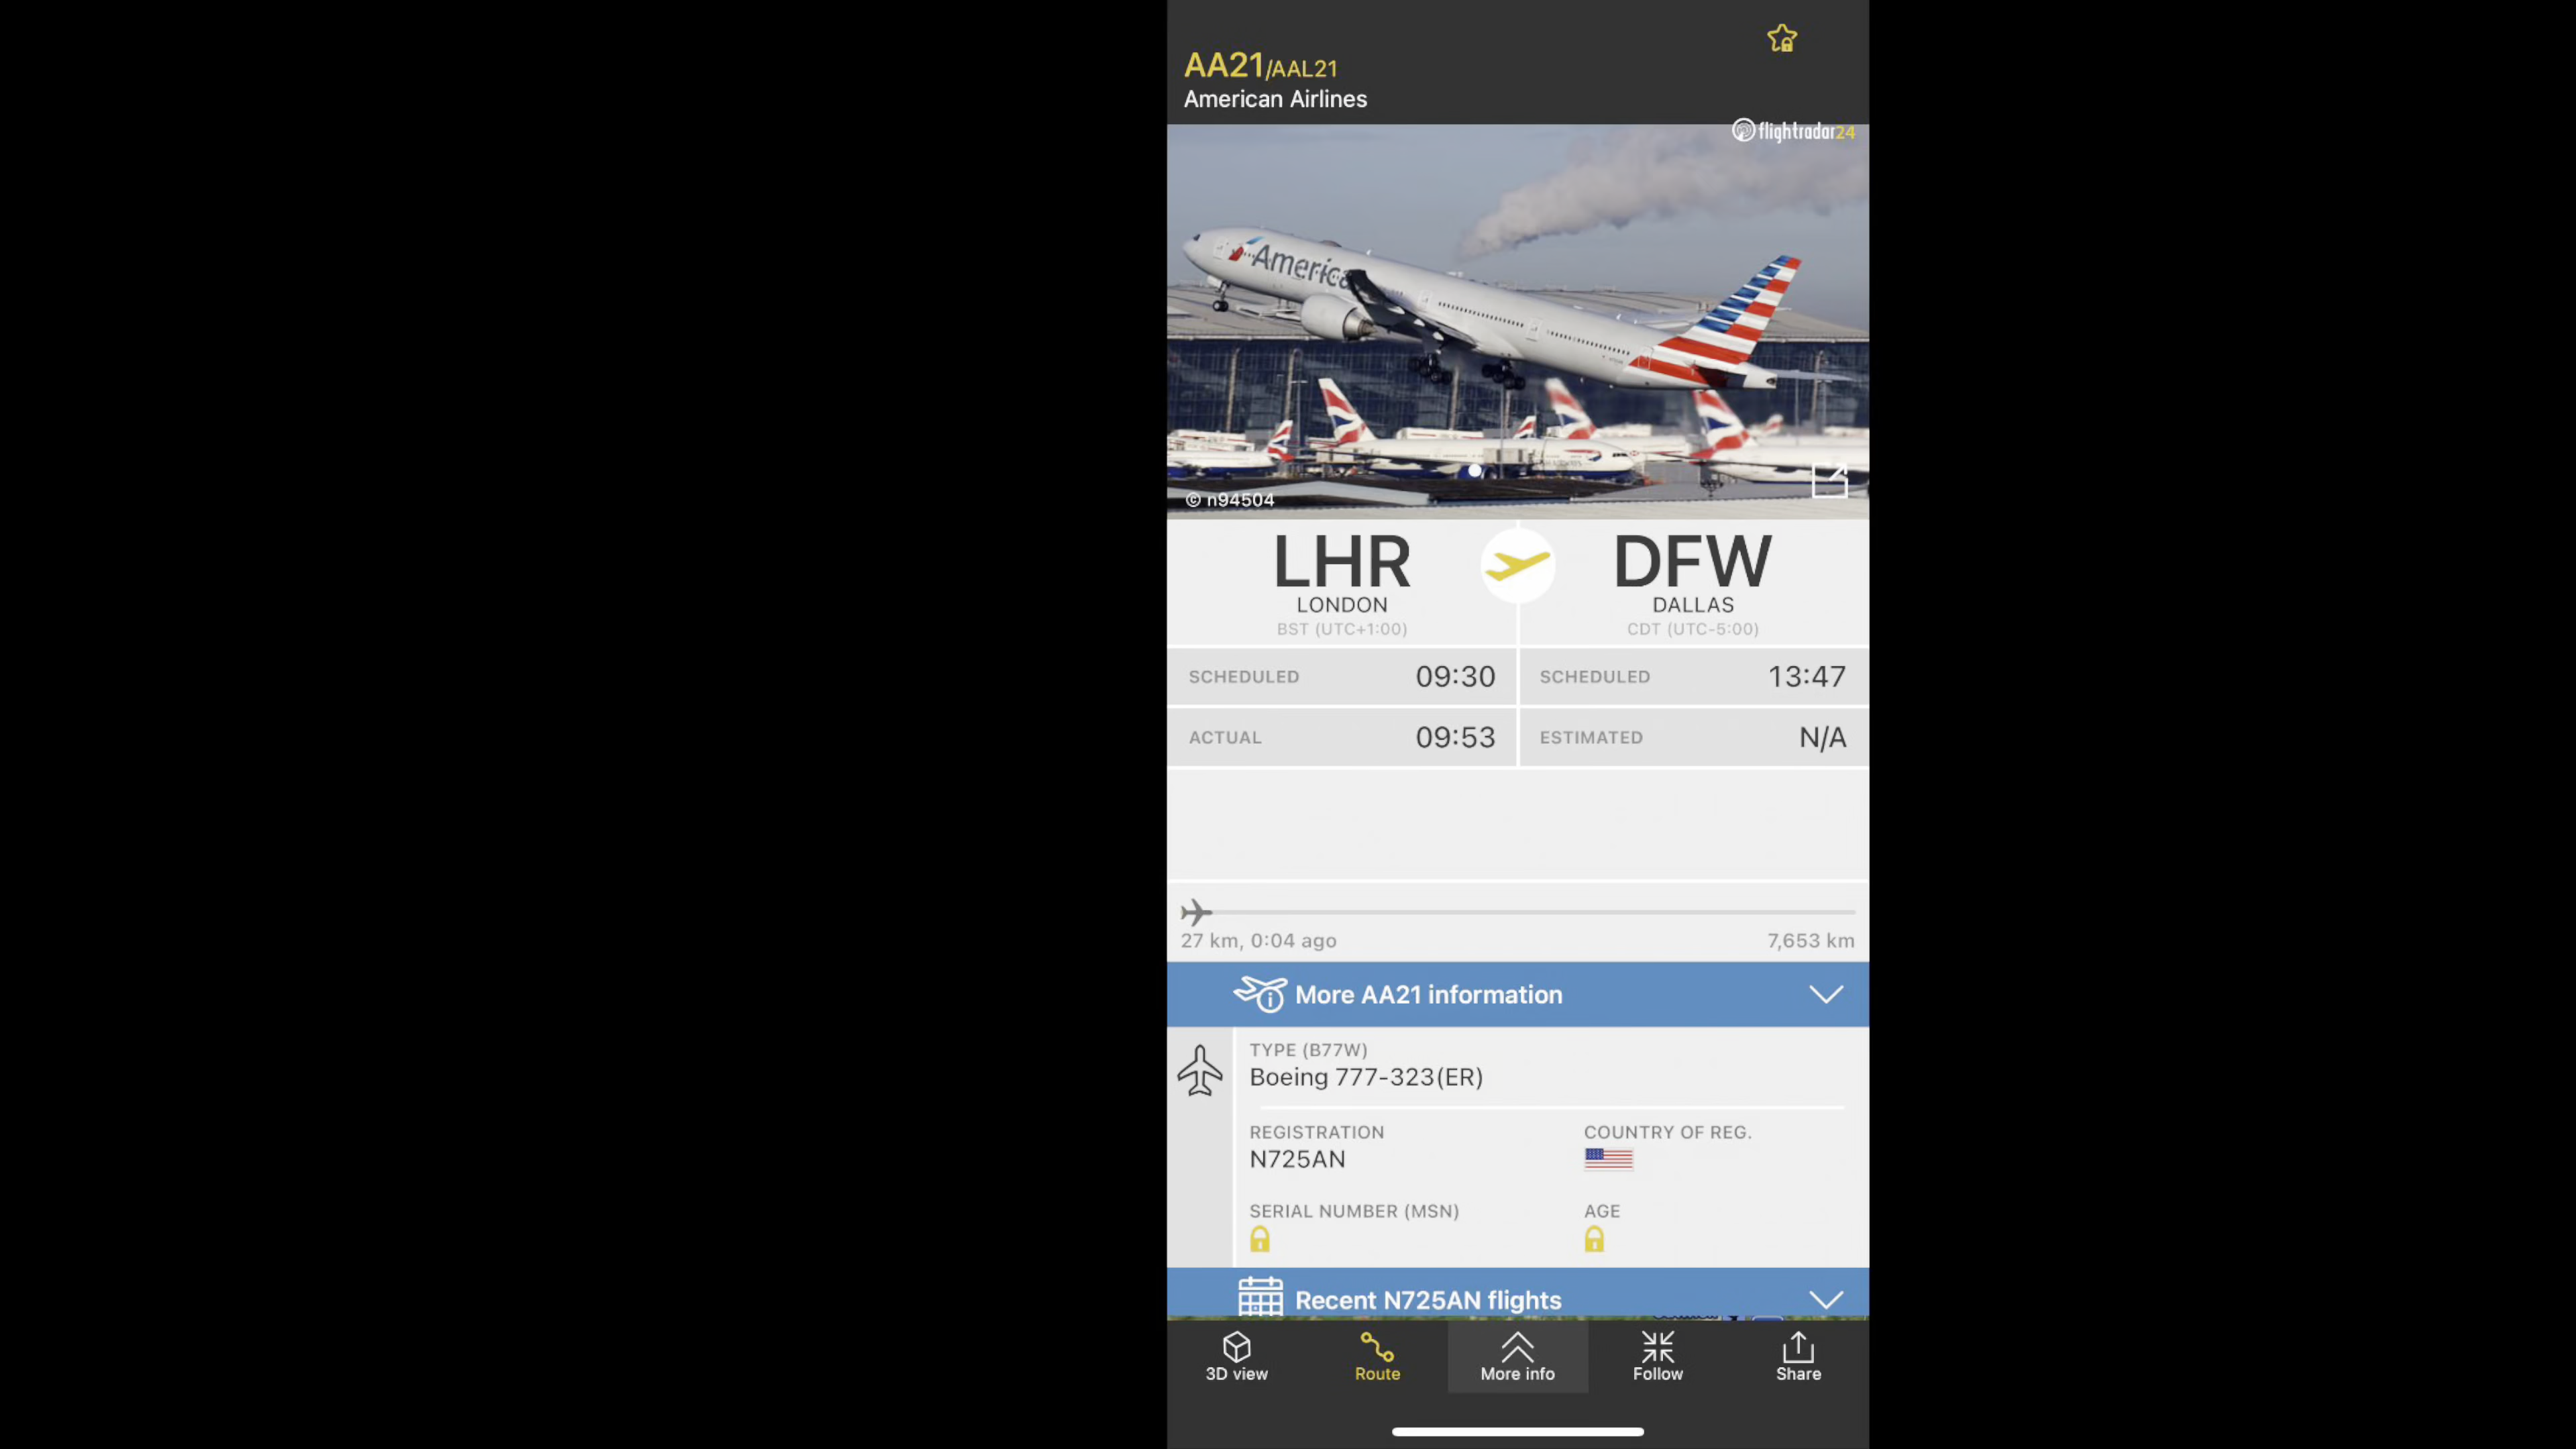 AA21/AAL21
American Airlines
flightradar24
America
© n94504
LHR
LONDON
BST (UTC+1:00)
DFW
DALLAS
CDT (UTC-5:00)
SCHEDULED 09:30
SCHEDULED 13:47
ACTUAL 09:53
ESTIMATED N/A
27 km, 0:04 ago
7,653 km
More AA21 information
TYPE (B77W)
Boeing 777-323(ER)
REGISTRATION
N725AN
COUNTRY OF REG.
SERIAL NUMBER (MSN)
AGE
Recent N725AN flights
3D view
Route
More info
Follow
Share